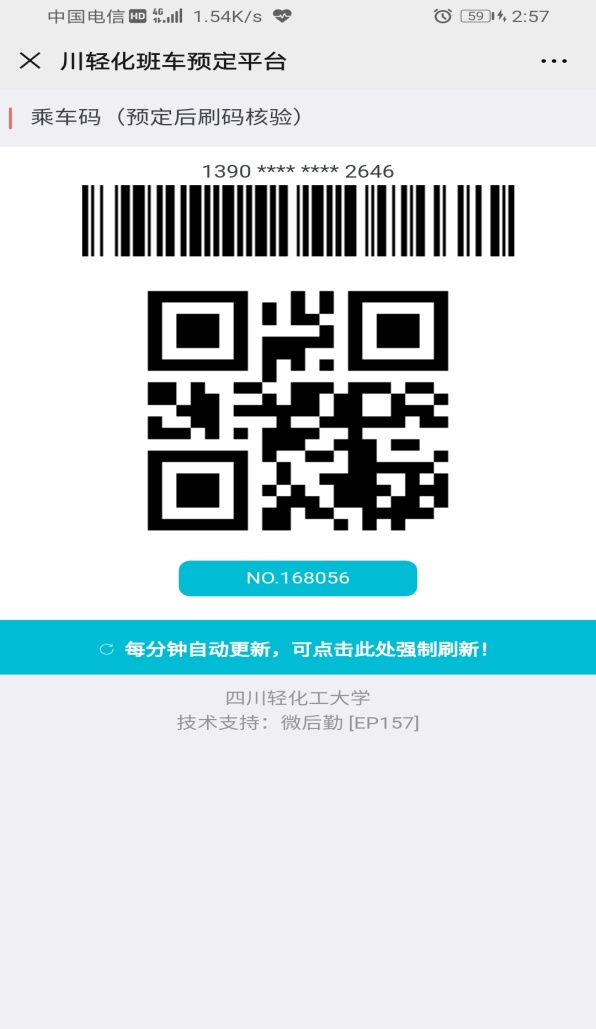 中国电信 HD 4G 1.54K/s 59 2:57
川轻化班车预定平台
乘车码（预定后刷码核验）
1390 **** **** 2646
NO.168056
每分钟自动更新，可点击此处强制刷新！
四川轻化工大学
技术支持：微后勤 [EP157]